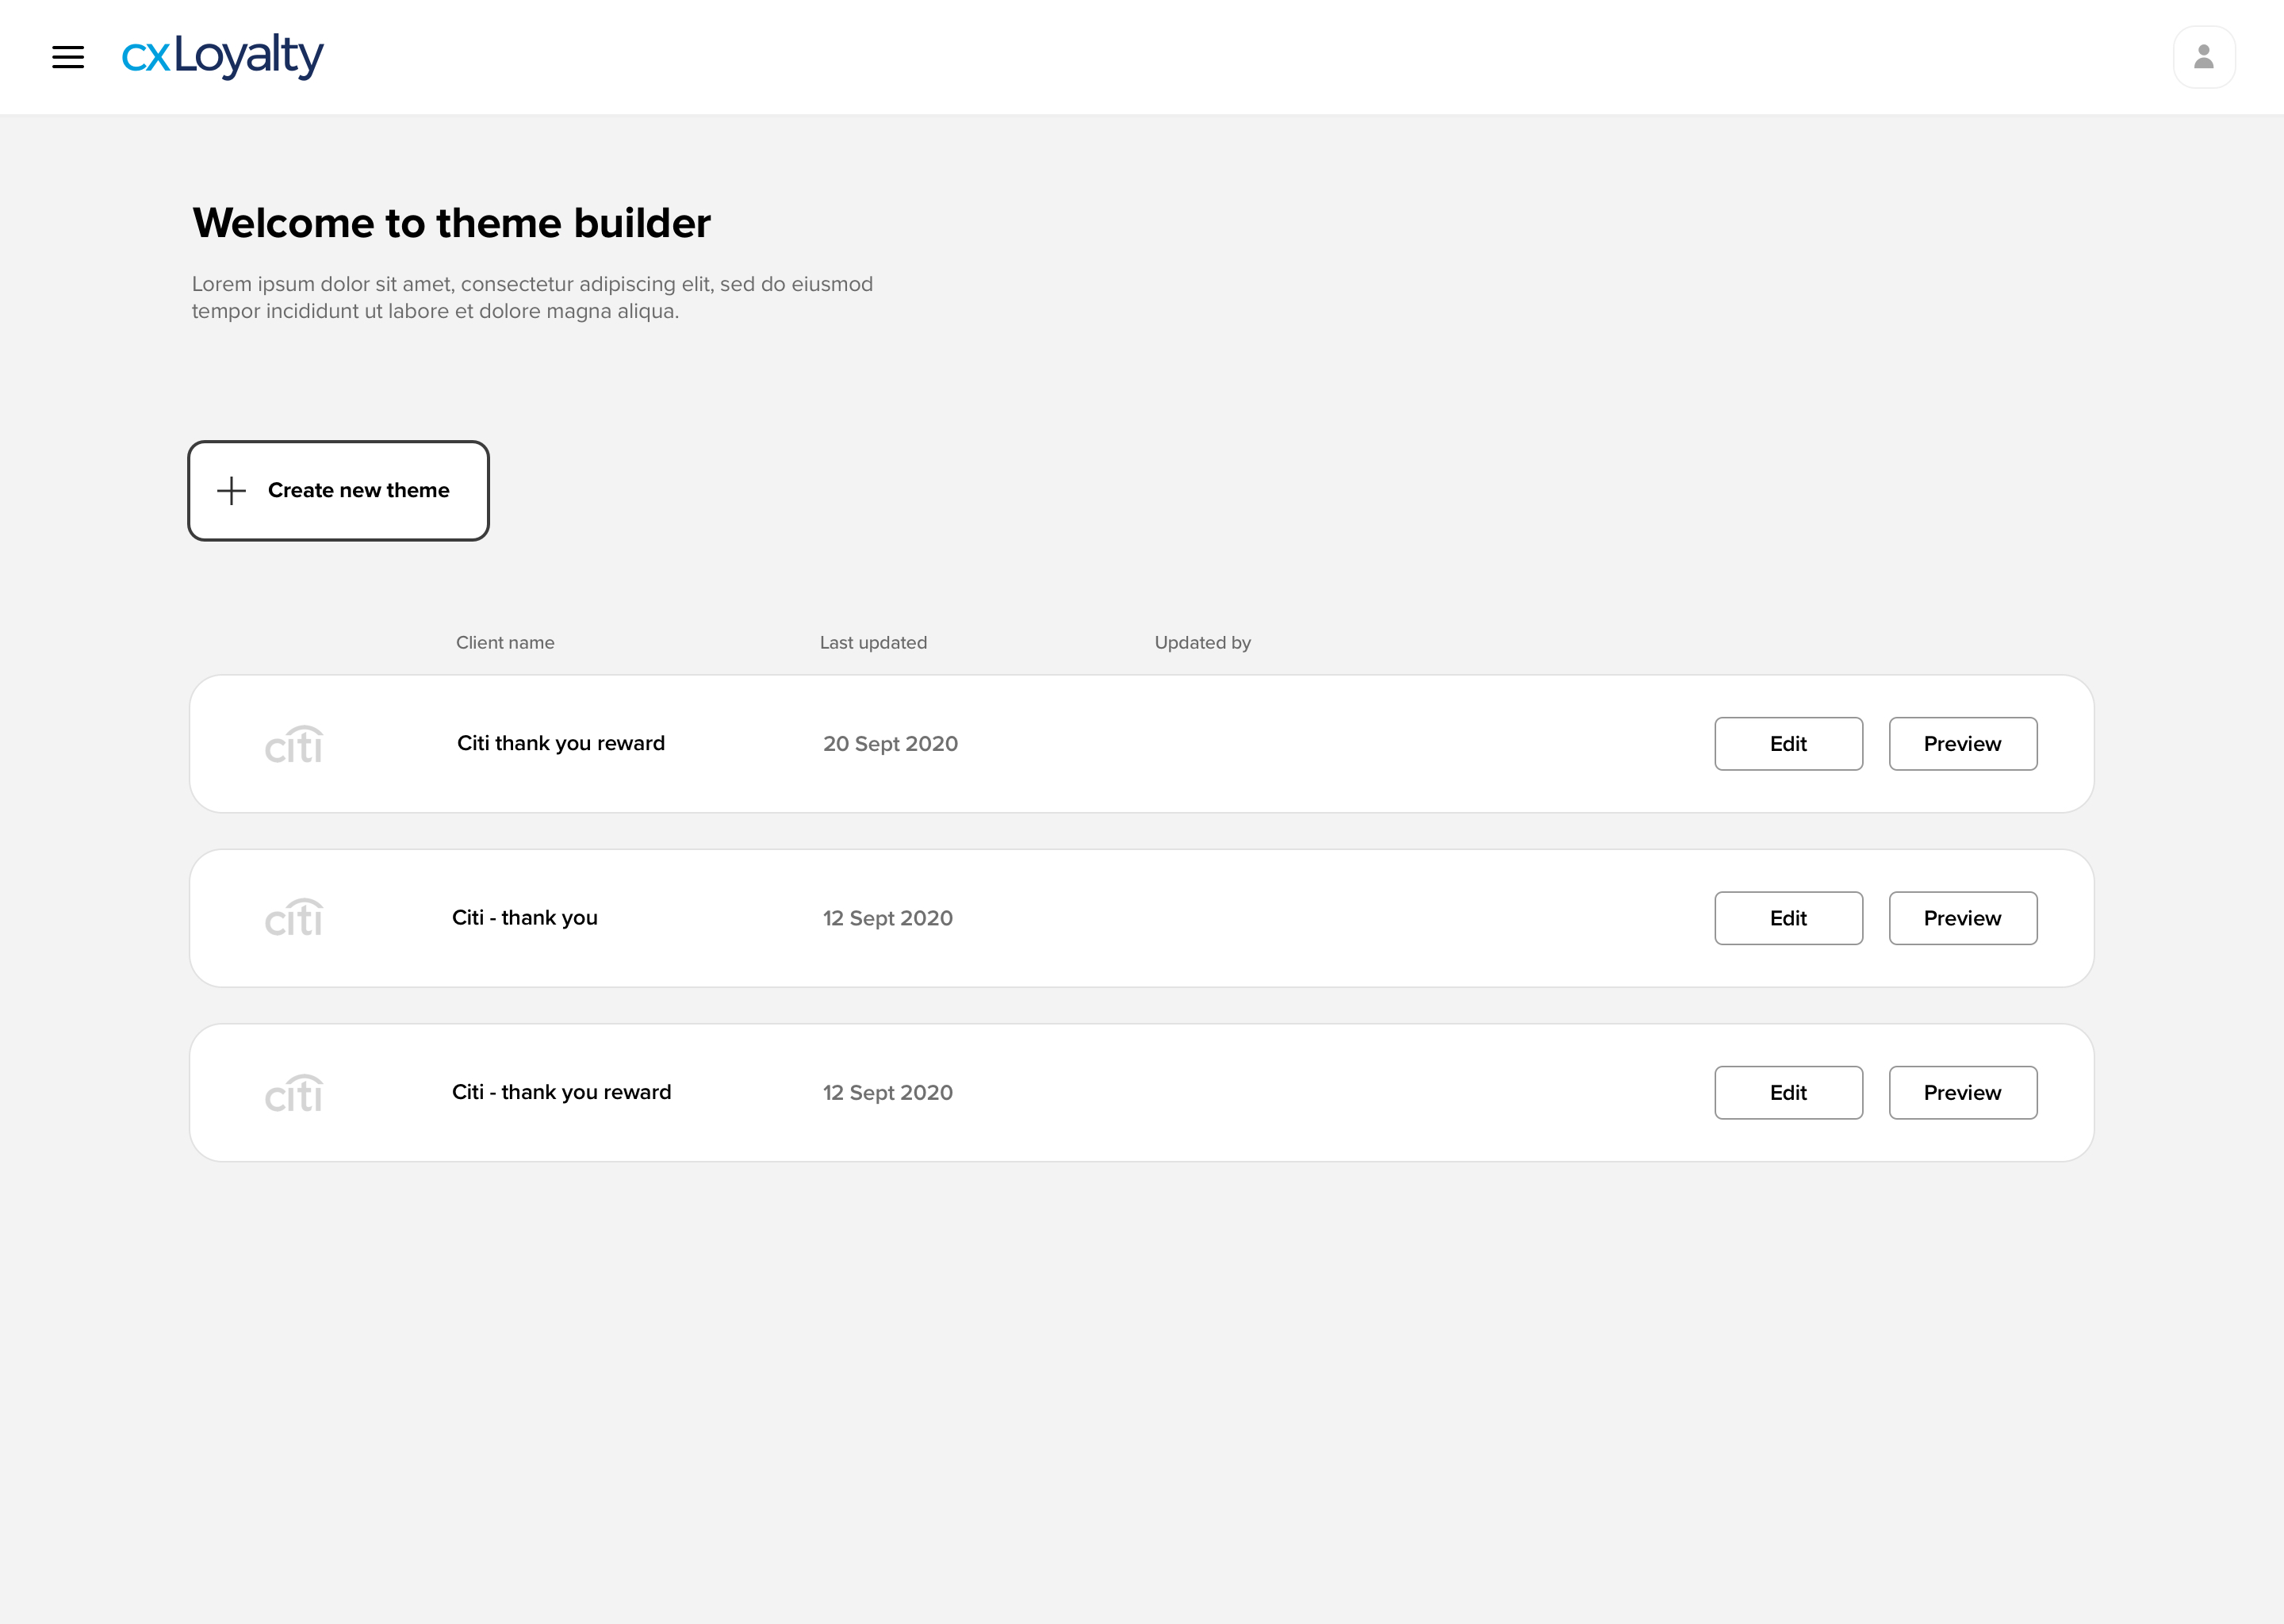 cxLoyalty
Welcome to theme builder
Lorem ipsum dolor sit amet, consectetur adipiscing elit, sed do eiusmod
tempor incididunt ut labore et dolore magna aliqua.
Create new theme
Client name Last updated Updated by
citi Citi thank you reward 20 Sept 2020 Edit Preview
citi Citi - thank you 12 Sept 2020 Edit Preview
citi Citi - thank you reward 12 Sept 2020 Edit Preview